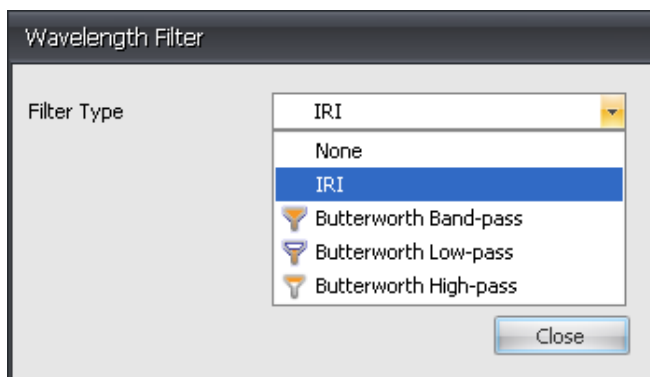 Wavelength Filter
Filter Type IRI
None
IRI
Butterworth Band-pass
Butterworth Low-pass
Butterworth High-pass
Close